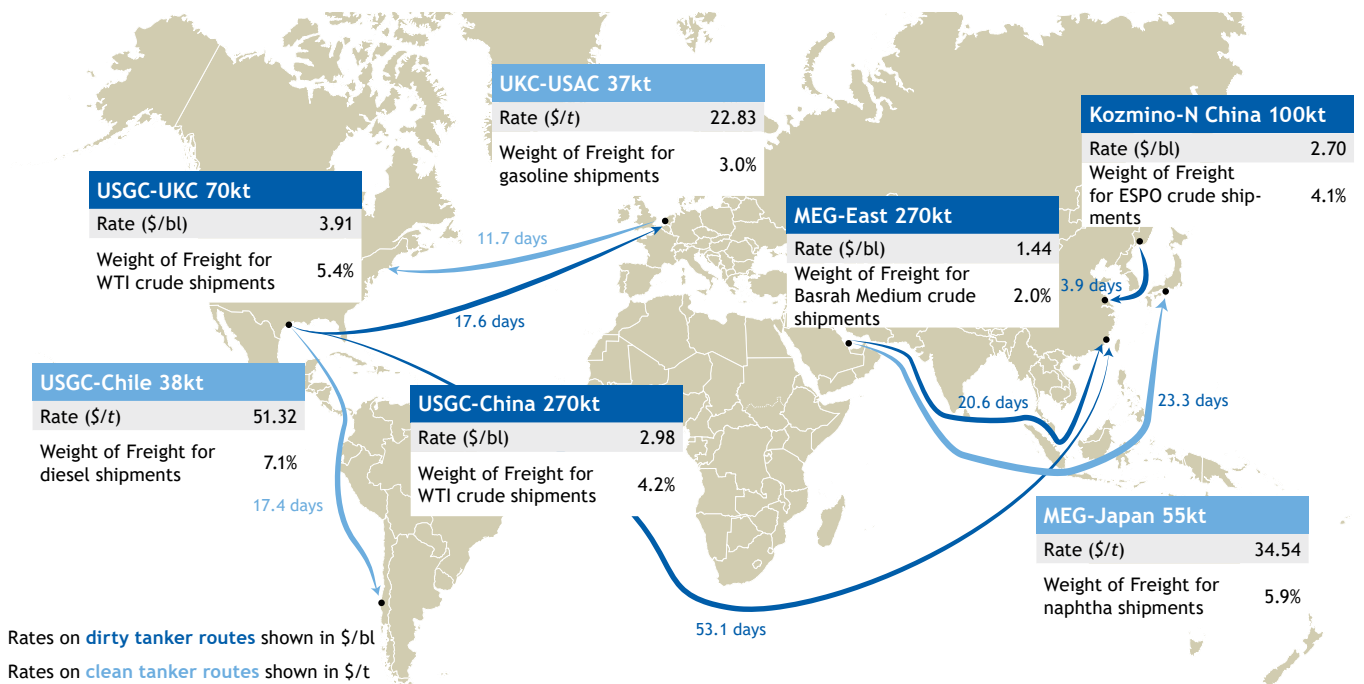 UKC-USAC 37kt
Rate ($/t) 22.83
Weight of Freight for
gasoline shipments
3.0%
Kozmino-N China 100kt
Rate ($/bl) 2.70
Weight of Freight
for ESPO crude ship-
ments
4.1%
USGC-UKC 70kt
Rate ($/bl) 3.91
Weight of Freight for
WTI crude shipments
5.4%
MEG-East 270kt
Rate ($/bl) 1.44
Weight of Freight for
Basrah Medium crude
shipments
2.0%
11.7 days
17.6 days
3.9 days
USGC-Chile 38kt
Rate ($/t) 51.32
Weight of Freight for
diesel shipments
7.1%
17.4 days
USGC-China 270kt
Rate ($/bl) 2.98
Weight of Freight for
WTI crude shipments
4.2%
20.6 days
23.3 days
MEG-Japan 55kt
Rate ($/t) 34.54
Weight of Freight for
naphtha shipments
5.9%
53.1 days
Rates on dirty tanker routes shown in $/bl
Rates on clean tanker routes shown in $/t